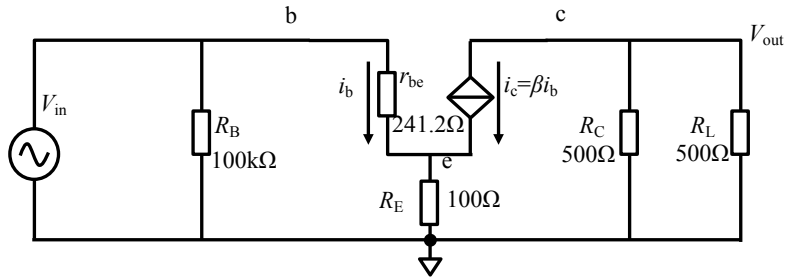 b
c
V_out
V_in
i_b
r_be
241.2Ω
i_c=βi_b
R_B
100kΩ
e
R_E
100Ω
R_C
500Ω
R_L
500Ω